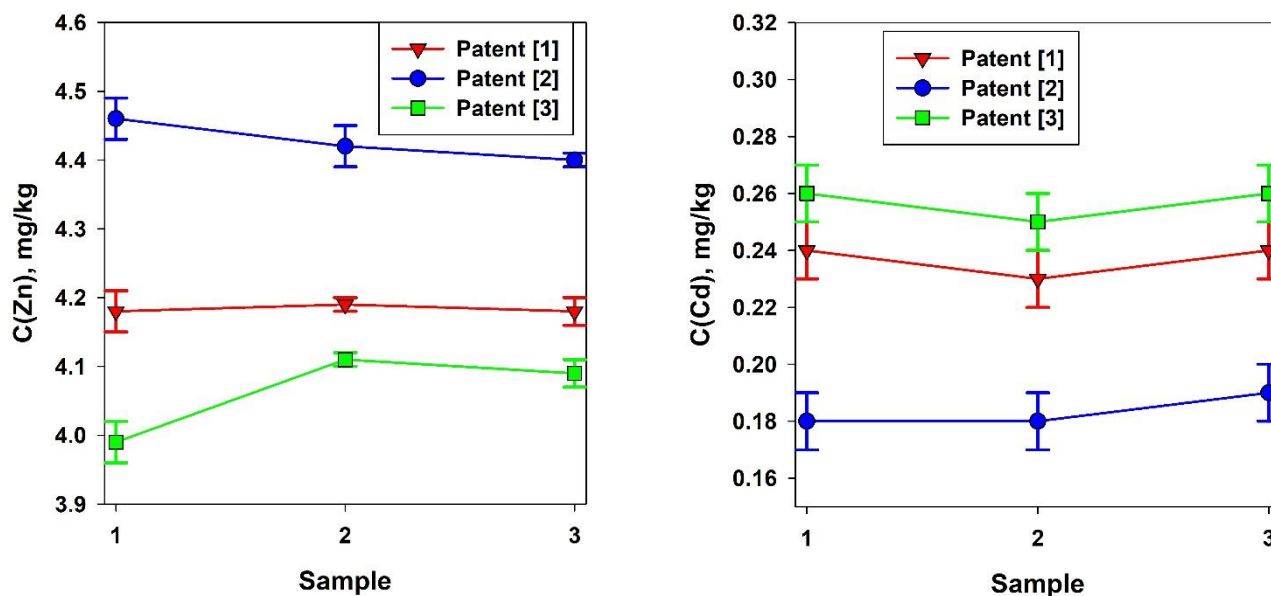 4.6
4.5
4.4
4.3
4.2
4.1
4.0
3.9
C(Zn), mg/kg
1 2 3
Sample
Patent [1]
Patent [2]
Patent [3]
0.32
0.30
0.28
0.26
0.24
0.22
0.20
0.18
0.16
C(Cd), mg/kg
1 2 3
Sample
Patent [1]
Patent [2]
Patent [3]